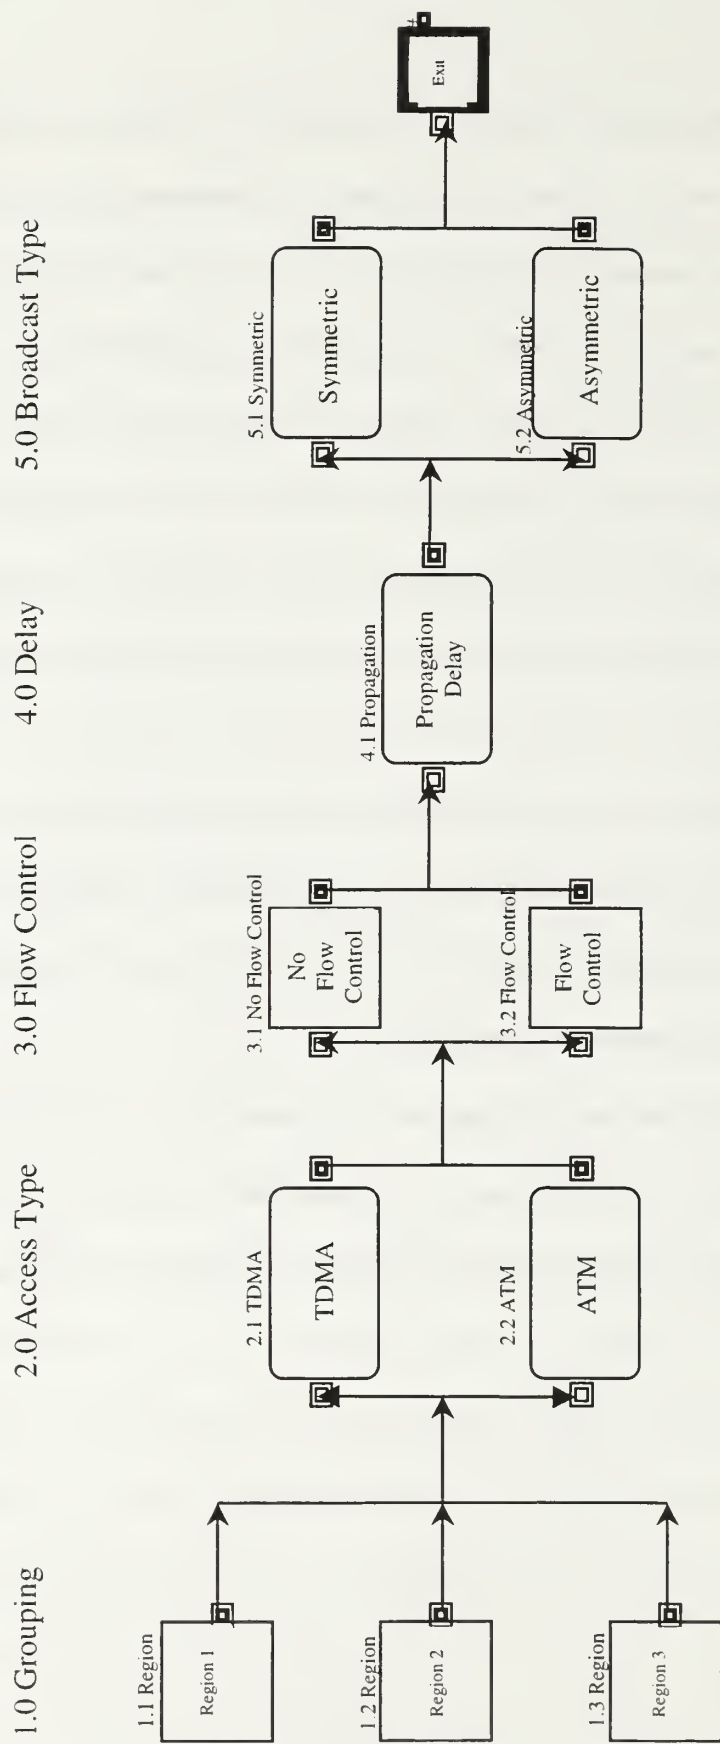 1.0 Grouping
2.0 Access Type
3.0 Flow Control
4.0 Delay
5.0 Broadcast Type
1.1 Region
Region 1
1.2 Region
Region 2
1.3 Region
Region 3
2.1 TDMA
TDMA
2.2 ATM
ATM
3.1 No Flow Control
No
Flow
Control
3.2 Flow Control
Flow
Control
4.1 Propagation
Propagation
Delay
5.1 Symmetric
Symmetric
5.2 Asymmetric
Asymmetric
#
Exit